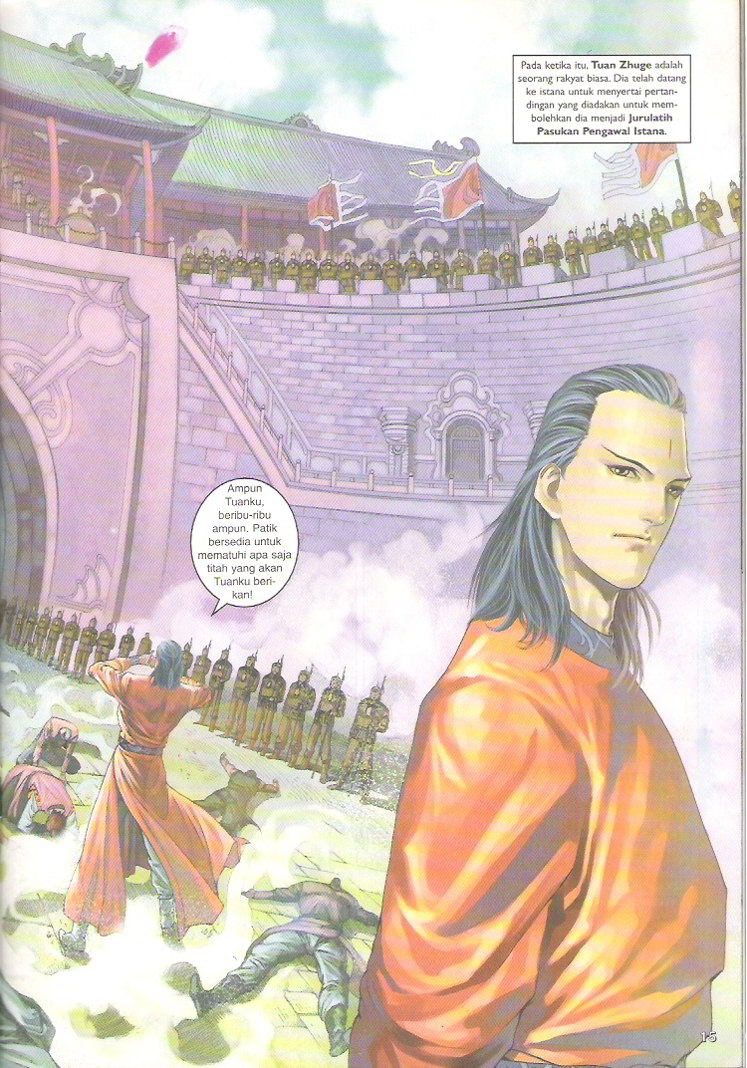 Pada ketika itu, Tuan Zhuge adalah
seorang rakyat biasa. Dia telah datang
ke istana untuk menyertai pertan-
dingan yang diadakan untuk mem-
bolehkan dia menjadi Jurulatih
Pasukan Pengawal Istana.
Ampun
Tuanku,
beribu-ribu
ampun. Patik
bersedia untuk
mematuhi apa saja
titah yang akan
Tuanku beri-
kan!
15